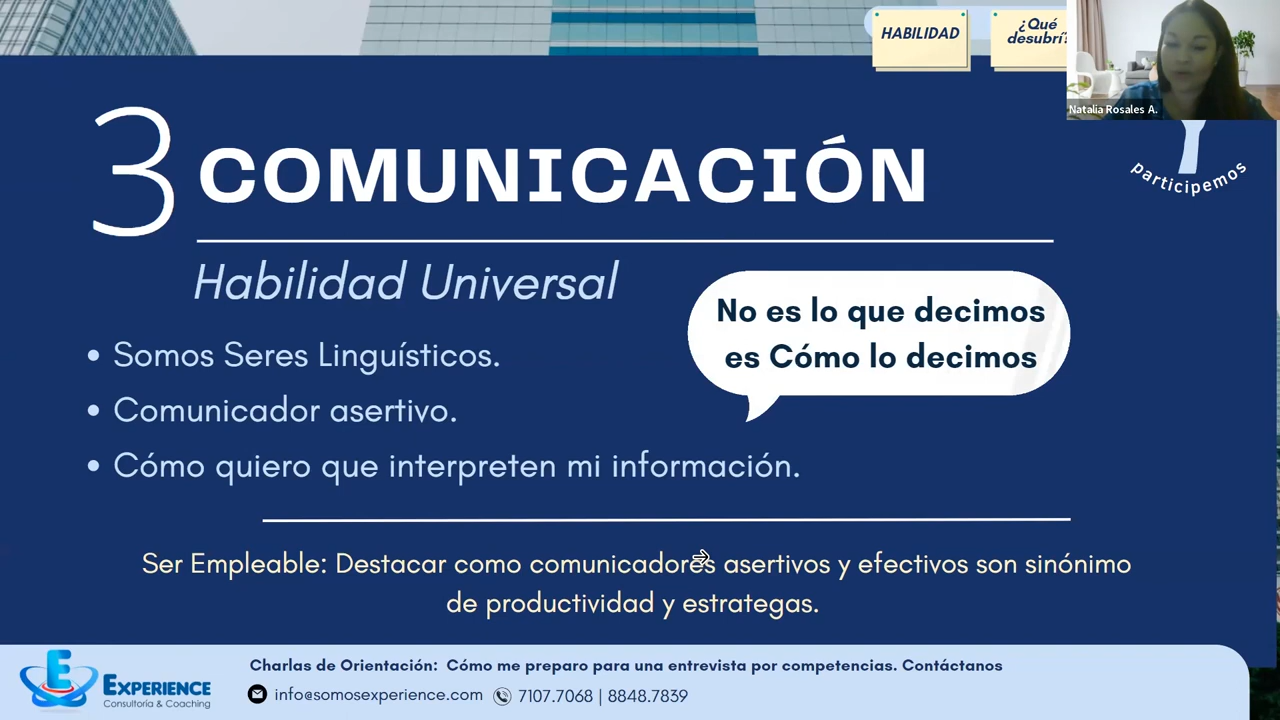 HABILIDAD
¿Qué
desubrí?
Natalia Rosales A.
participemos
3 COMUNICACIÓN
Habilidad Universal
No es lo que decimos
es Cómo lo decimos
• Somos Seres Linguísticos.
• Comunicador asertivo.
• Cómo quiero que interpreten mi información.
Ser Empleable: Destacar como comunicadores asertivos y efectivos son sinónimo
de productividad y estrategas.
E
EXPERIENCE
Consultoría & Coaching
Charlas de Orientación: Cómo me preparo para una entrevista por competencias. Contáctanos
info@somosexperience.com 7107.7068 | 8848.7839